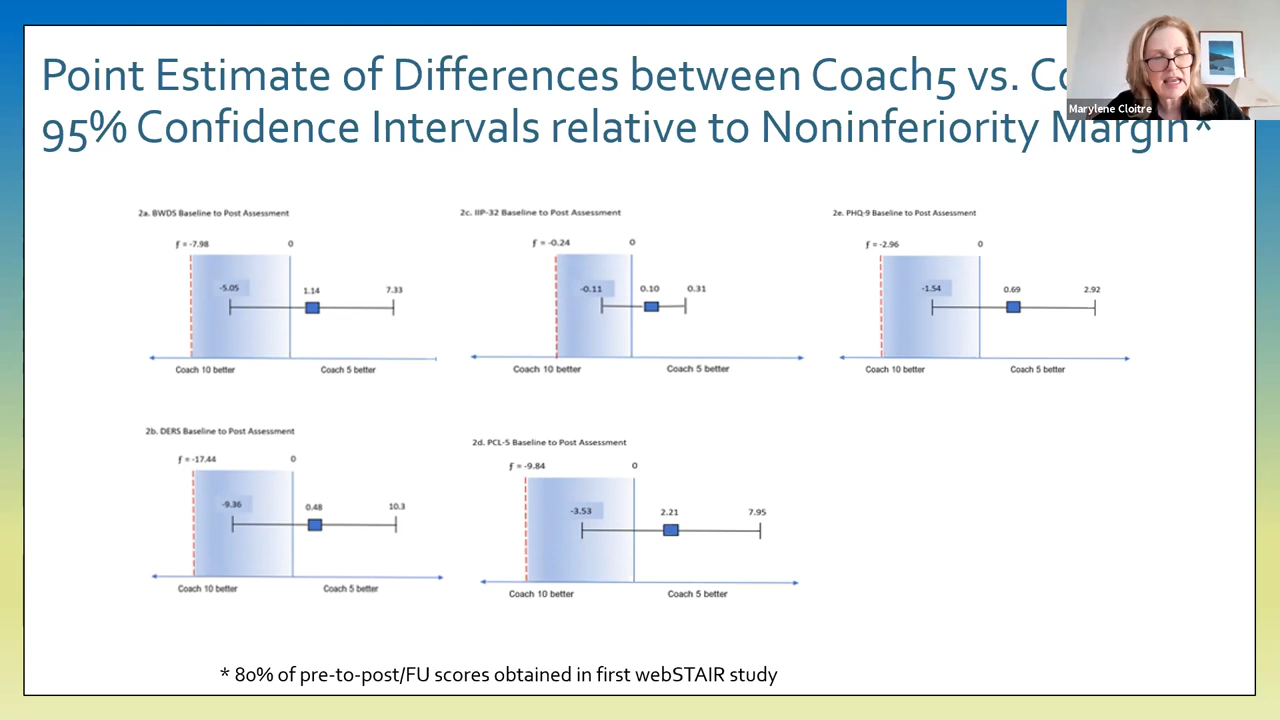 Point Estimate of Differences between Coach5 vs.
95% Confidence Intervals relative to Noninferiority Margin*
Marylene Cloitre
2a. BWDS Baseline to Post Assessment
ƒ = -7.98 0
-5.05 1.14 7.33
Coach 10 better Coach 5 better
2c. IIP-32 Baseline to Post Assessment
ƒ = -0.24 0
-0.11 0.10 0.31
Coach 10 better Coach 5 better
2e. PHQ-9 Baseline to Post Assessment
ƒ = -2.96 0
-1.54 0.69 2.92
Coach 10 better Coach 5 better
2b. DERS Baseline to Post Assessment
ƒ = -17.44 0
-9.36 0.48 10.3
Coach 10 better Coach 5 better
2d. PCL-5 Baseline to Post Assessment
ƒ = -9.84 0
-3.53 2.21 7.95
Coach 10 better Coach 5 better
* 80% of pre-to-post/FU scores obtained in first webSTAIR study